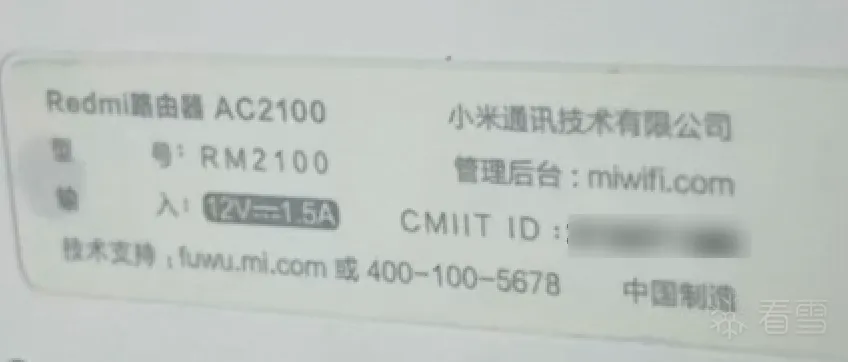 Redmi路由器 AC2100
型 号: RM2100
输 入: 12V⎓1.5A
技术支持: fuwu.mi.com 或 400-100-5678
小米通讯技术有限公司
管理后台: miwifi.com
CMIIT ID:
中国制造
看雪